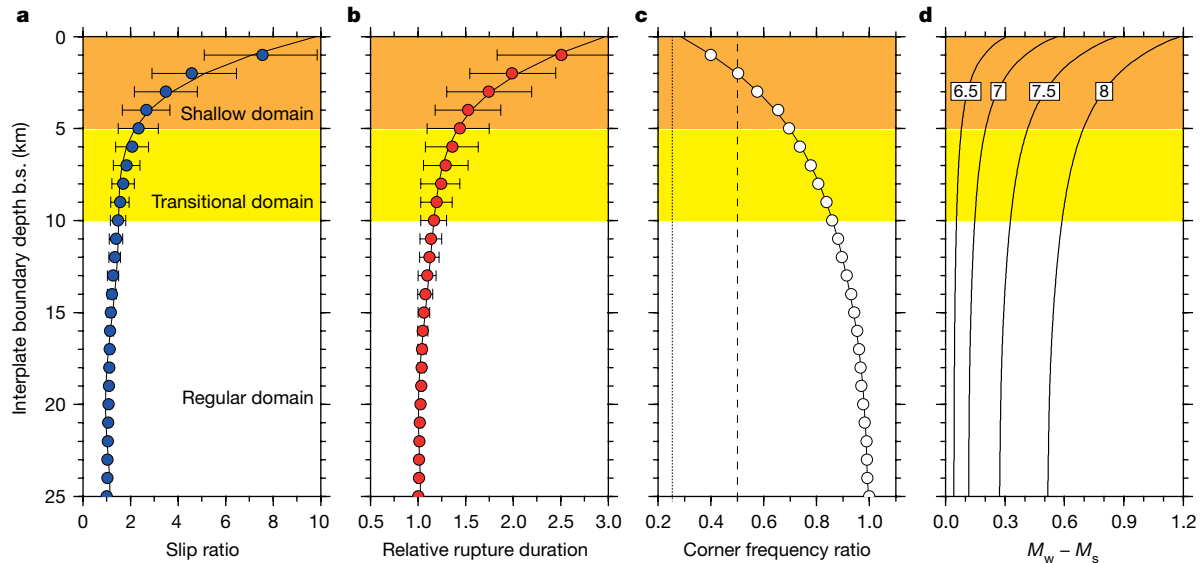 a
b
c
d
0
5
10
15
20
25
Interplate boundary depth b.s. (km)
Shallow domain
Transitional domain
Regular domain
6.5
7
7.5
8
0 2 4 6 8 10
0.5 1.0 1.5 2.0 2.5 3.0
0.2 0.4 0.6 0.8 1.0
0 0.3 0.6 0.9 1.2
Slip ratio
Relative rupture duration
Corner frequency ratio
Mw – Ms